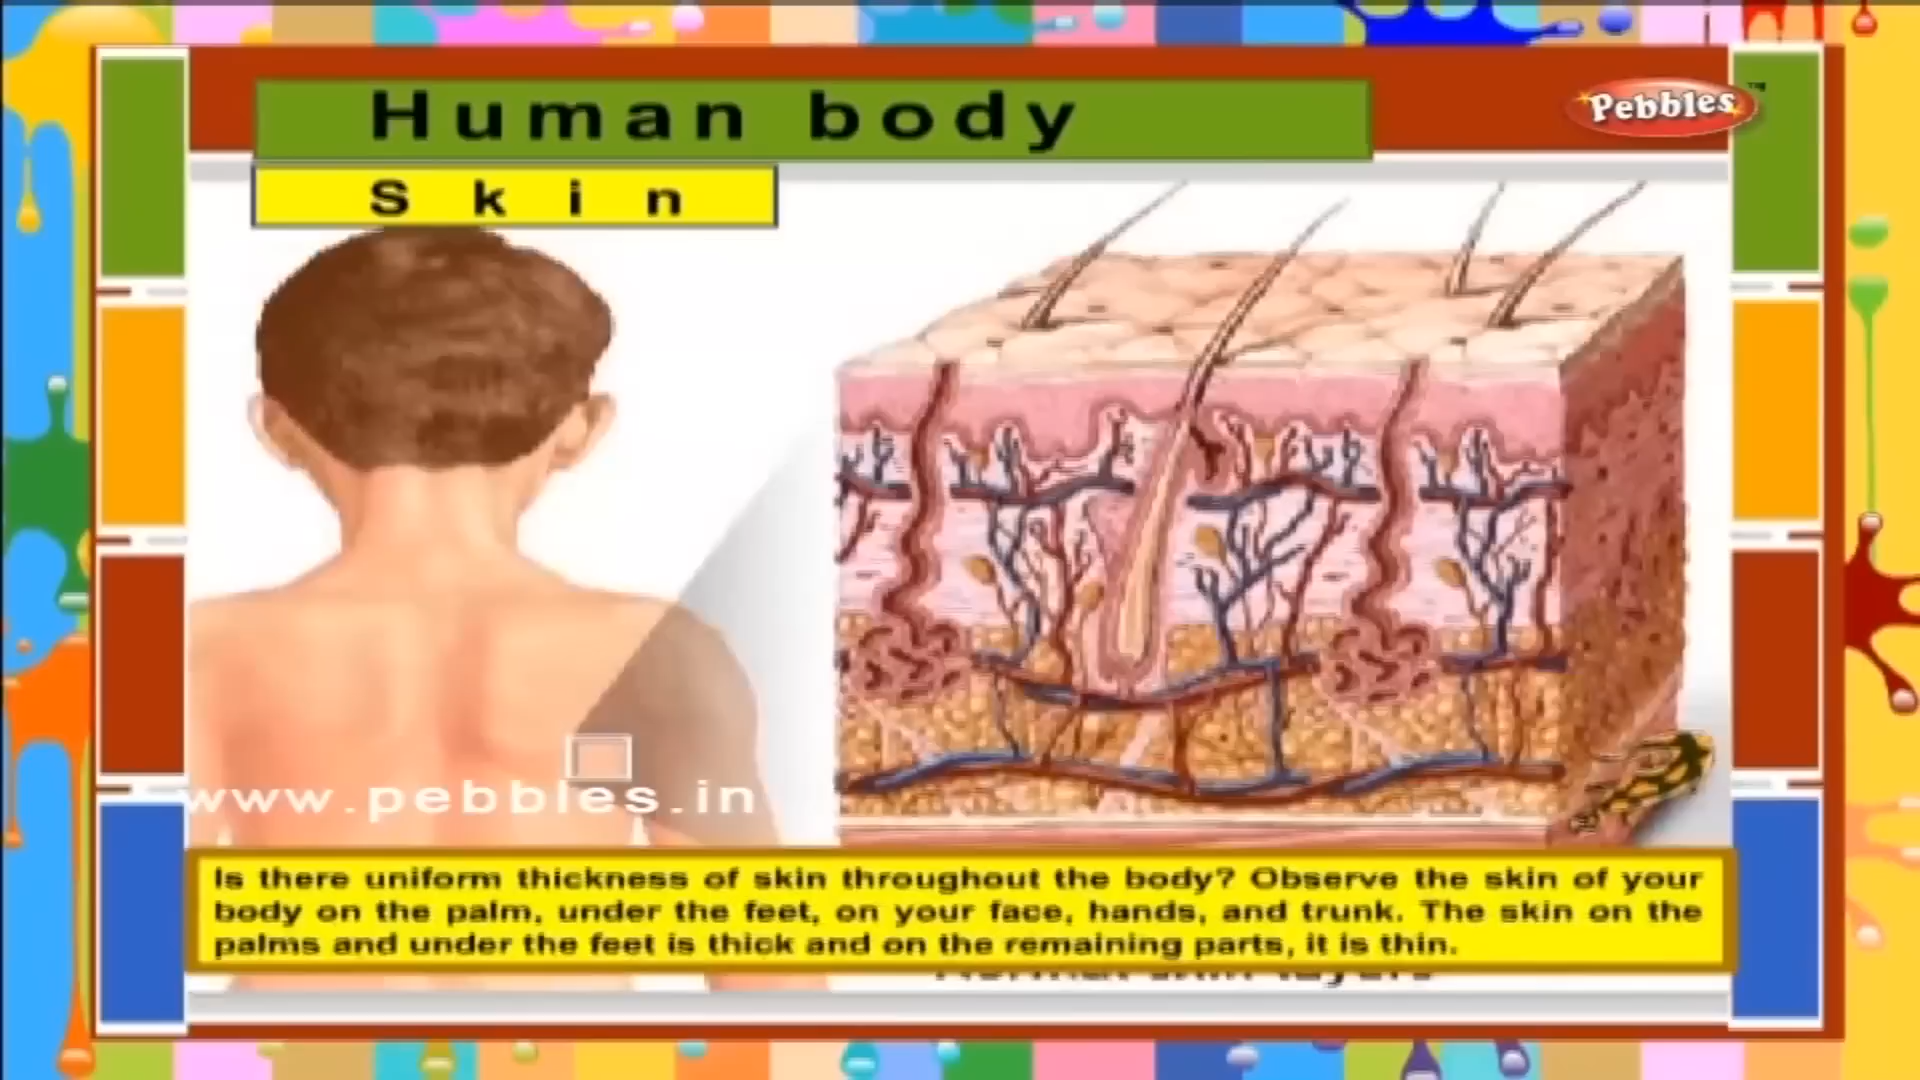 Human body
Pebbles™
Skin
www.pebbles.in
Is there uniform thickness of skin throughout the body? Observe the skin of your
body on the palm, under the feet, on your face, hands, and trunk. The skin on the
palms and under the feet is thick and on the remaining parts, it is thin.